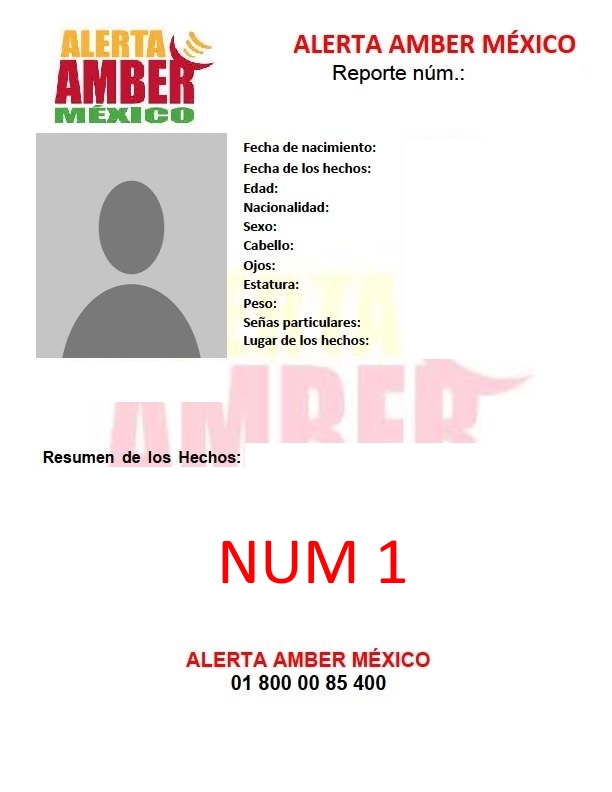 ALERTA
AMBER
MÉXICO
ALERTA AMBER MÉXICO
Reporte núm.:
Fecha de nacimiento:
Fecha de los hechos:
Edad:
Nacionalidad:
Sexo:
Cabello:
Ojos:
Estatura:
Peso:
Señas particulares:
Lugar de los hechos:
ERTA
AMBER
Resumen de los Hechos:
NUM 1
ALERTA AMBER MÉXICO
01 800 00 85 400